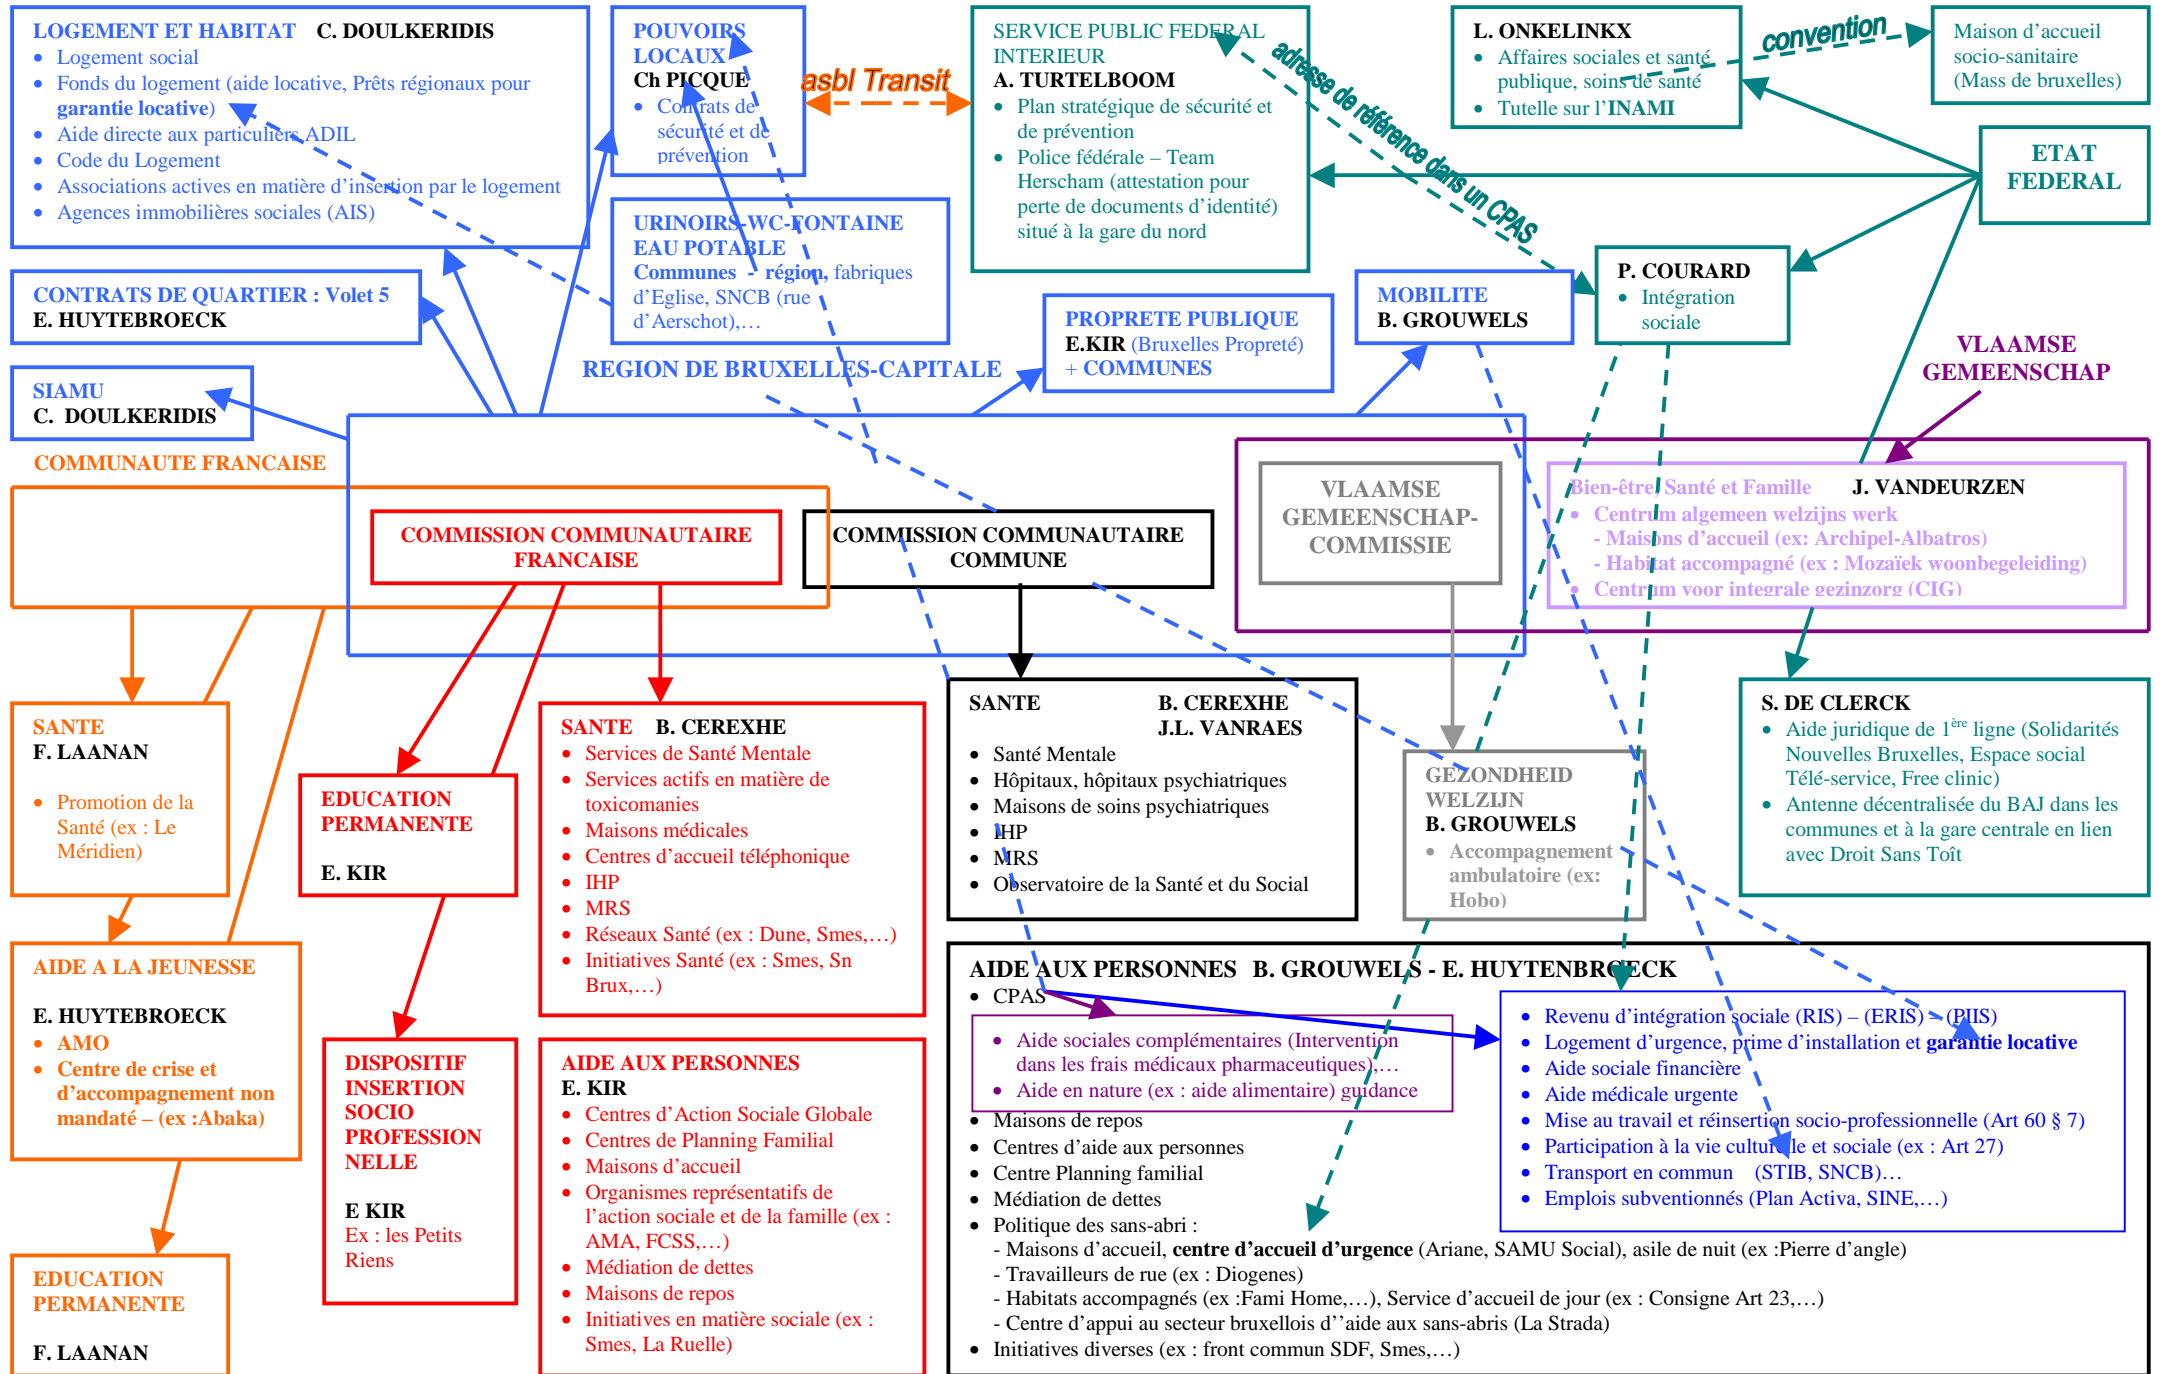 LOGEMENT ET HABITAT C. DOULKERIDIS
• Logement social
• Fonds du logement (aide locative, Prêts régionaux pour
garantie locative)
• Aide directe aux particuliers ADIL
• Code du Logement
• Associations actives en matière d'insertion par le logement
• Agences immobilières sociales (AIS)
POUVOIRS
LOCAUX
Ch PICQUE
• Contrats de
sécurité et de
prévention
asbl Transit
SERVICE PUBLIC FEDERAL
INTERIEUR
A. TURTELBOOM
• Plan stratégique de sécurité et
de prévention
• Police fédérale – Team
Herscham (attestation pour
perte de documents d'identité)
situé à la gare du nord
adresse de référence dans un CPAS
L. ONKELINKX
• Affaires sociales et santé
publique, soins de santé
• Tutelle sur l'INAMI
convention
Maison d'accueil
socio-sanitaire
(Mass de bruxelles)
ETAT
FEDERAL
URINOIRS-WC-FONTAINE
EAU POTABLE
Communes - région, fabriques
d'Eglise, SNCB (rue
d'Aerschot),…
CONTRATS DE QUARTIER : Volet 5
E. HUYTEBROECK
PROPRETE PUBLIQUE
E.KIR (Bruxelles Propreté)
+ COMMUNES
MOBILITE
B. GROUWELS
P. COURARD
• Intégration
sociale
VLAAMSE
GEMEENSCHAP
REGION DE BRUXELLES-CAPITALE
SIAMU
C. DOULKERIDIS
COMMUNAUTE FRANCAISE
COMMISSION COMMUNAUTAIRE
FRANCAISE
COMMISSION COMMUNAUTAIRE
COMMUNE
VLAAMSE
GEMEENSCHAP-
COMMISSIE
Bien-être, Santé et Famille J. VANDEURZEN
• Centrum algemeen welzijns werk
- Maisons d'accueil (ex: Archipel-Albatros)
- Habitat accompagné (ex : Mozaïek woonbegeleiding)
• Centrum voor integrale gezinzorg (CIG)
SANTE
F. LAANAN
• Promotion de la
Santé (ex : Le
Méridien)
EDUCATION
PERMANENTE
E. KIR
SANTE B. CEREXHE
• Services de Santé Mentale
• Services actifs en matière de
toxicomanies
• Maisons médicales
• Centres d'accueil téléphonique
• IHP
• MRS
• Réseaux Santé (ex : Dune, Smes,…)
• Initiatives Santé (ex : Smes, Sn
Brux,…)
SANTE B. CEREXHE
J.L. VANRAES
• Santé Mentale
• Hôpitaux, hôpitaux psychiatriques
• Maisons de soins psychiatriques
• IHP
• MRS
• Observatoire de la Santé et du Social
GEZONDHEID
WELZIJN
B. GROUWELS
• Accompagnement
ambulatoire (ex:
Hobo)
S. DE CLERCK
• Aide juridique de 1ère ligne (Solidarités
Nouvelles Bruxelles, Espace social
Télé-service, Free clinic)
• Antenne décentralisée du BAJ dans les
communes et à la gare centrale en lien
avec Droit Sans Toît
AIDE A LA JEUNESSE
E. HUYTEBROECK
• AMO
• Centre de crise et
d'accompagnement non
mandaté – (ex :Abaka)
EDUCATION
PERMANENTE
F. LAANAN
DISPOSITIF
INSERTION
SOCIO
PROFESSION
NELLE
E KIR
Ex : les Petits
Riens
AIDE AUX PERSONNES
E. KIR
• Centres d'Action Sociale Globale
• Centres de Planning Familial
• Maisons d'accueil
• Organismes représentatifs de
l'action sociale et de la famille (ex :
AMA, FCSS,…)
• Médiation de dettes
• Maisons de repos
• Initiatives en matière sociale (ex :
Smes, La Ruelle)
AIDE AUX PERSONNES B. GROUWELS - E. HUYTENBROECK
• CPAS
• Aide sociales complémentaires (Intervention
dans les frais médicaux pharmaceutiques),…
• Aide en nature (ex : aide alimentaire) guidance
• Revenu d'intégration sociale (RIS) – (ERIS) – (PIIS)
• Logement d'urgence, prime d'installation et garantie locative
• Aide sociale financière
• Aide médicale urgente
• Mise au travail et réinsertion socio-professionnelle (Art 60 § 7)
• Participation à la vie culturelle et sociale (ex : Art 27)
• Transport en commun (STIB, SNCB)…
• Emplois subventionnés (Plan Activa, SINE,…)
• Maisons de repos
• Centres d'aide aux personnes
• Centre Planning familial
• Médiation de dettes
• Politique des sans-abri :
- Maisons d'accueil, centre d'accueil d'urgence (Ariane, SAMU Social), asile de nuit (ex :Pierre d'angle)
- Travailleurs de rue (ex : Diogenes)
- Habitats accompagnés (ex :Fami Home,…), Service d'accueil de jour (ex : Consigne Art 23,…)
- Centre d'appui au secteur bruxellois d''aide aux sans-abris (La Strada)
• Initiatives diverses (ex : front commun SDF, Smes,…)